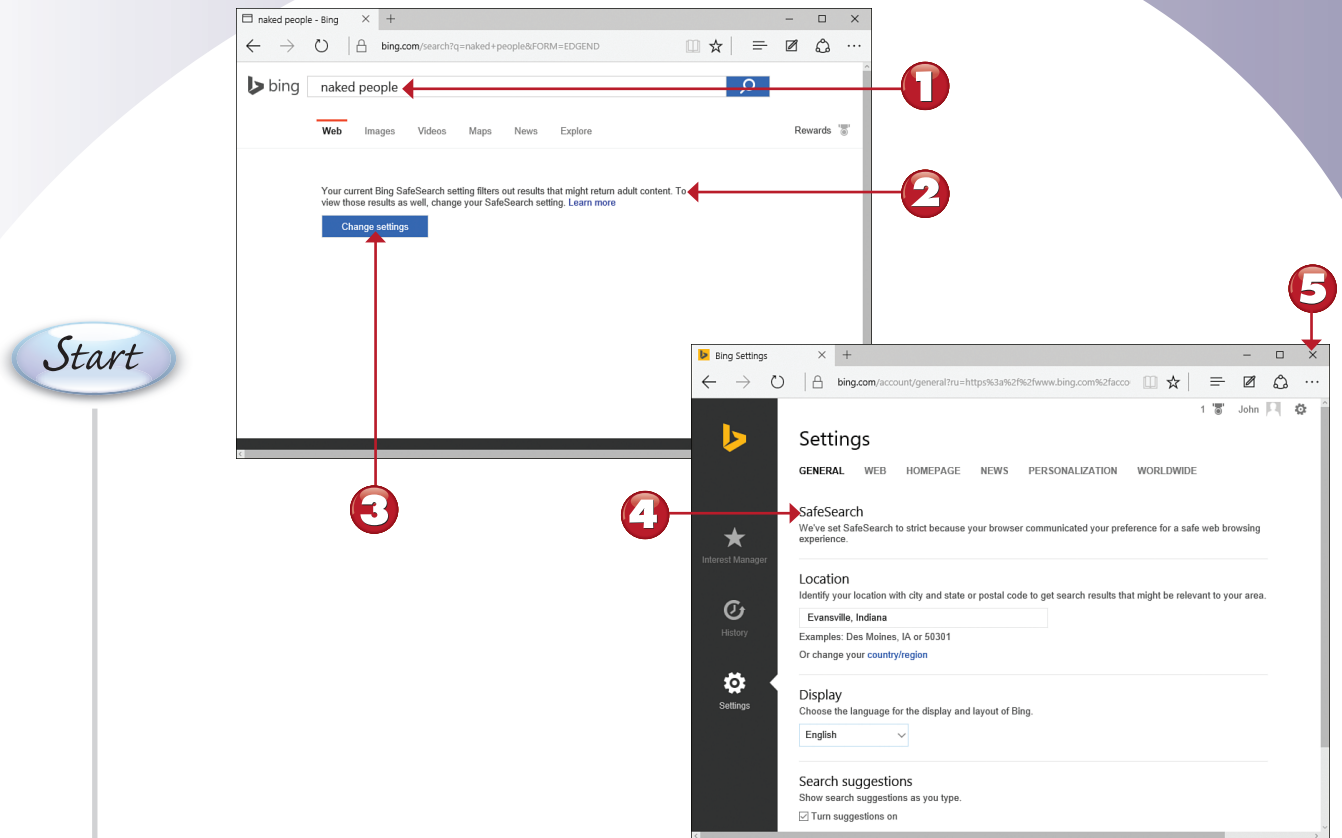 naked people - Bing
bing.com/search?q=naked+people&FORM=EDGEND
bing naked people
1
Web Images Videos Maps News Explore Rewards
Your current Bing SafeSearch setting filters out results that might return adult content. To
view those results as well, change your SafeSearch setting. Learn more
2
Change settings
3
Start
5
Bing Settings
bing.com/account/general?ru=https%3a%2f%2fwww.bing.com%2facco
1 John
Settings
GENERAL WEB HOMEPAGE NEWS PERSONALIZATION WORLDWIDE
4
SafeSearch
We've set SafeSearch to strict because your browser communicated your preference for a safe web browsing
experience.
Interest Manager
History
Settings
Location
Identify your location with city and state or postal code to get search results that might be relevant to your area.
Evansville, Indiana
Examples: Des Moines, IA or 50301
Or change your country/region
Display
Choose the language for the display and layout of Bing.
English
Search suggestions
Show search suggestions as you type.
Turn suggestions on